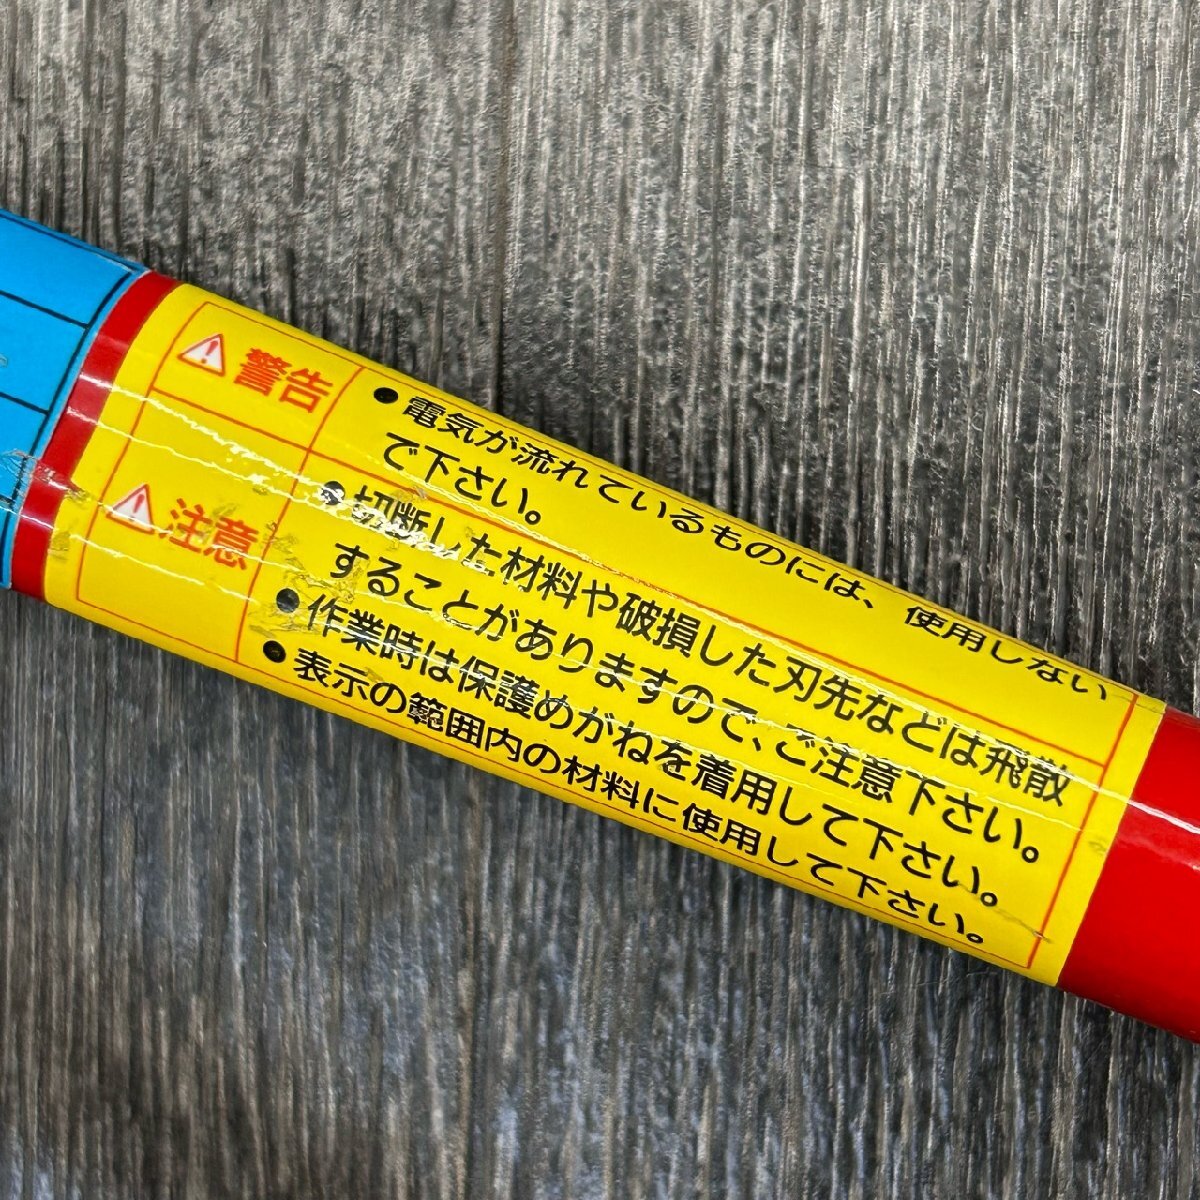 警告
●電気が流れているものには、使用しない
で下さい。
注意
●切断した材料や破損した刃先などは飛散
することがありますので、ご注意下さい。
●作業時は保護めがねを着用して下さい。
●表示の範囲内の材料に使用して下さい。